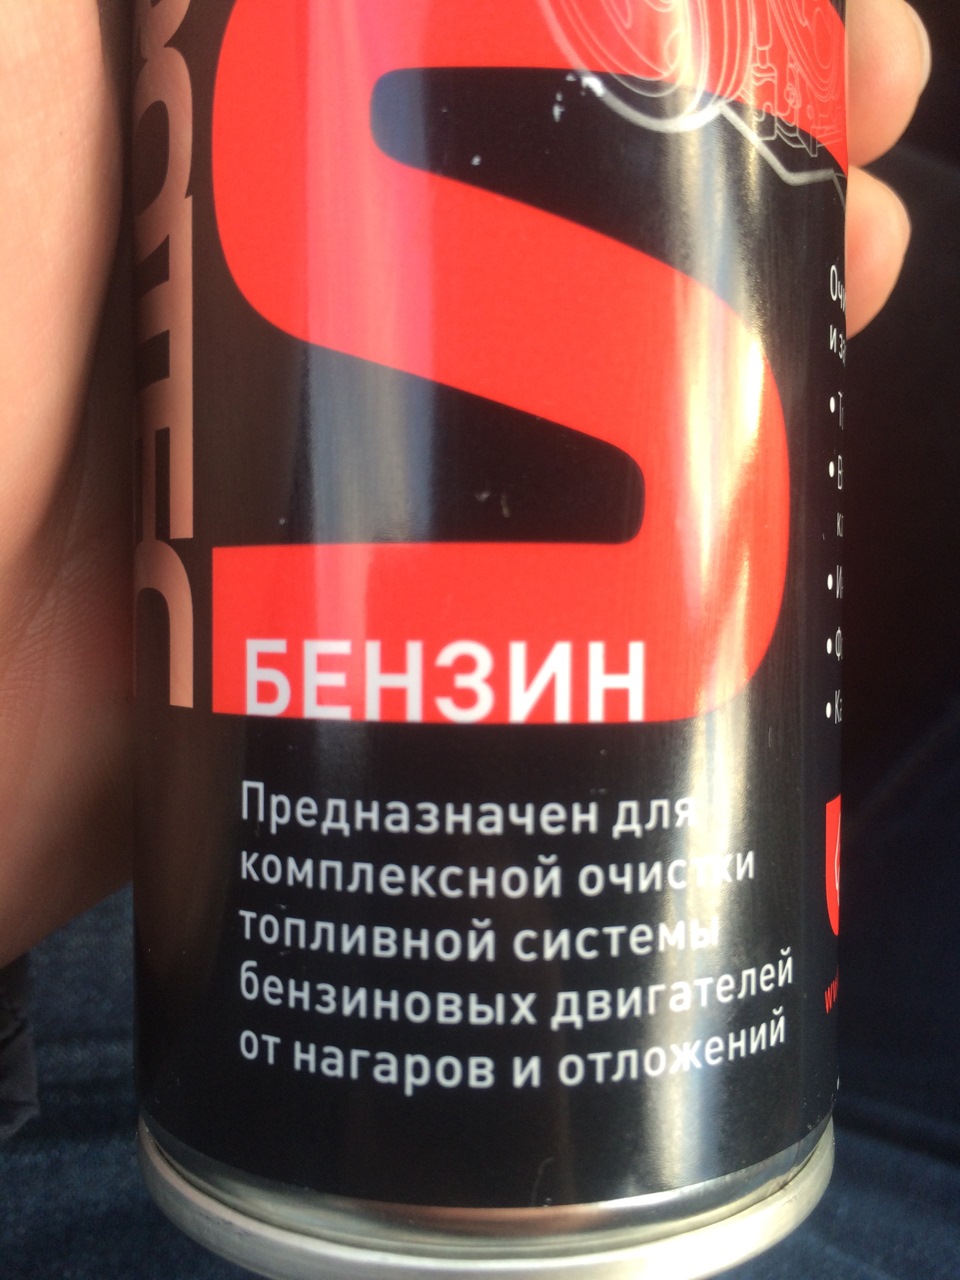 S
БЕНЗИН
Предназначен для
комплексной очистки
топливной системы
бензиновых двигателей
от нагаров и отложений